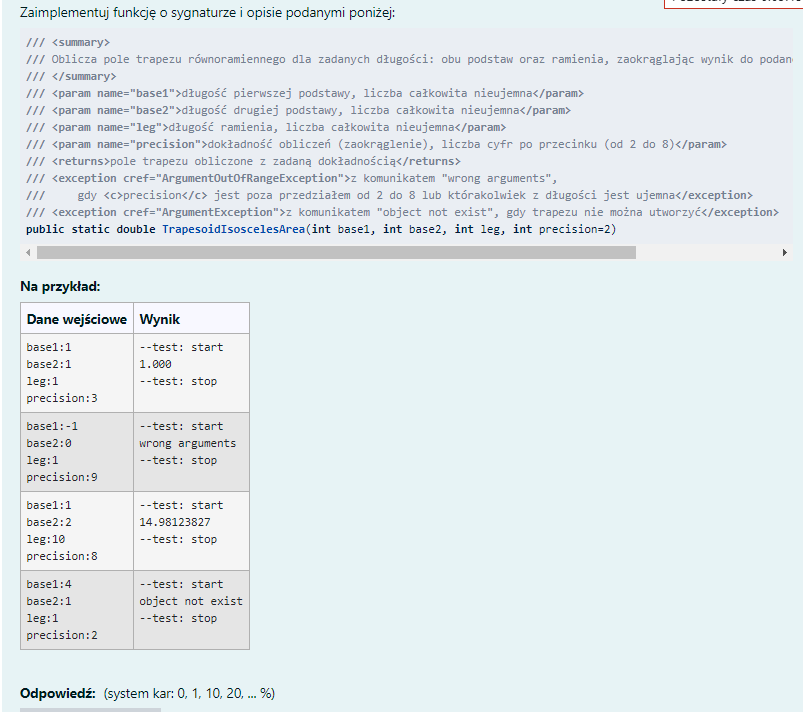 Zaimplementuj funkcję o sygnaturze i opisie podanymi poniżej:
/// <summary>
/// Oblicza pole trapezu równoramiennego dla zadanych długości: obu podstaw oraz ramienia, zaokrąglając wynik do
/// </summary>
/// <param name="base1">długość pierwszej podstawy, liczba całkowita nieujemna</param>
/// <param name="base2">długość drugiej podstawy, liczba całkowita nieujemna</param>
/// <param name="leg">długość ramienia, liczba całkowita nieujemna</param>
/// <param name="precision">dokładność obliczeń (zaokrąglenie), liczba cyfr po przecinku (od 2 do 8)</param>
/// <returns>pole trapezu obliczone z zadaną dokładnością</returns>
/// <exception cref="ArgumentOutOfRangeException">z komunikatem "wrong arguments",
/// gdy <c>precision</c> jest poza przedziałem od 2 do 8 lub którakolwiek z długości jest ujemna</exception>
/// <exception cref="ArgumentException">z komunikatem "object not exist", gdy trapezu nie można utworzyć</exception>
public static double TrapesoidIsoscelesArea(int base1, int base2, int leg, int precision=2)
Na przykład:
Dane wejściowe Wynik
base1:1 --test: start
base2:1 1.000
leg:1 --test: stop
precision:3
base1:-1 --test: start
base2:0 wrong arguments
leg:1 --test: stop
precision:9
base1:1 --test: start
base2:2 14.98123827
leg:10 --test: stop
precision:8
base1:4 --test: start
base2:1 object not exist
leg:1 --test: stop
precision:2
Odpowiedź: (system kar: 0, 1, 10, 20, ... %)